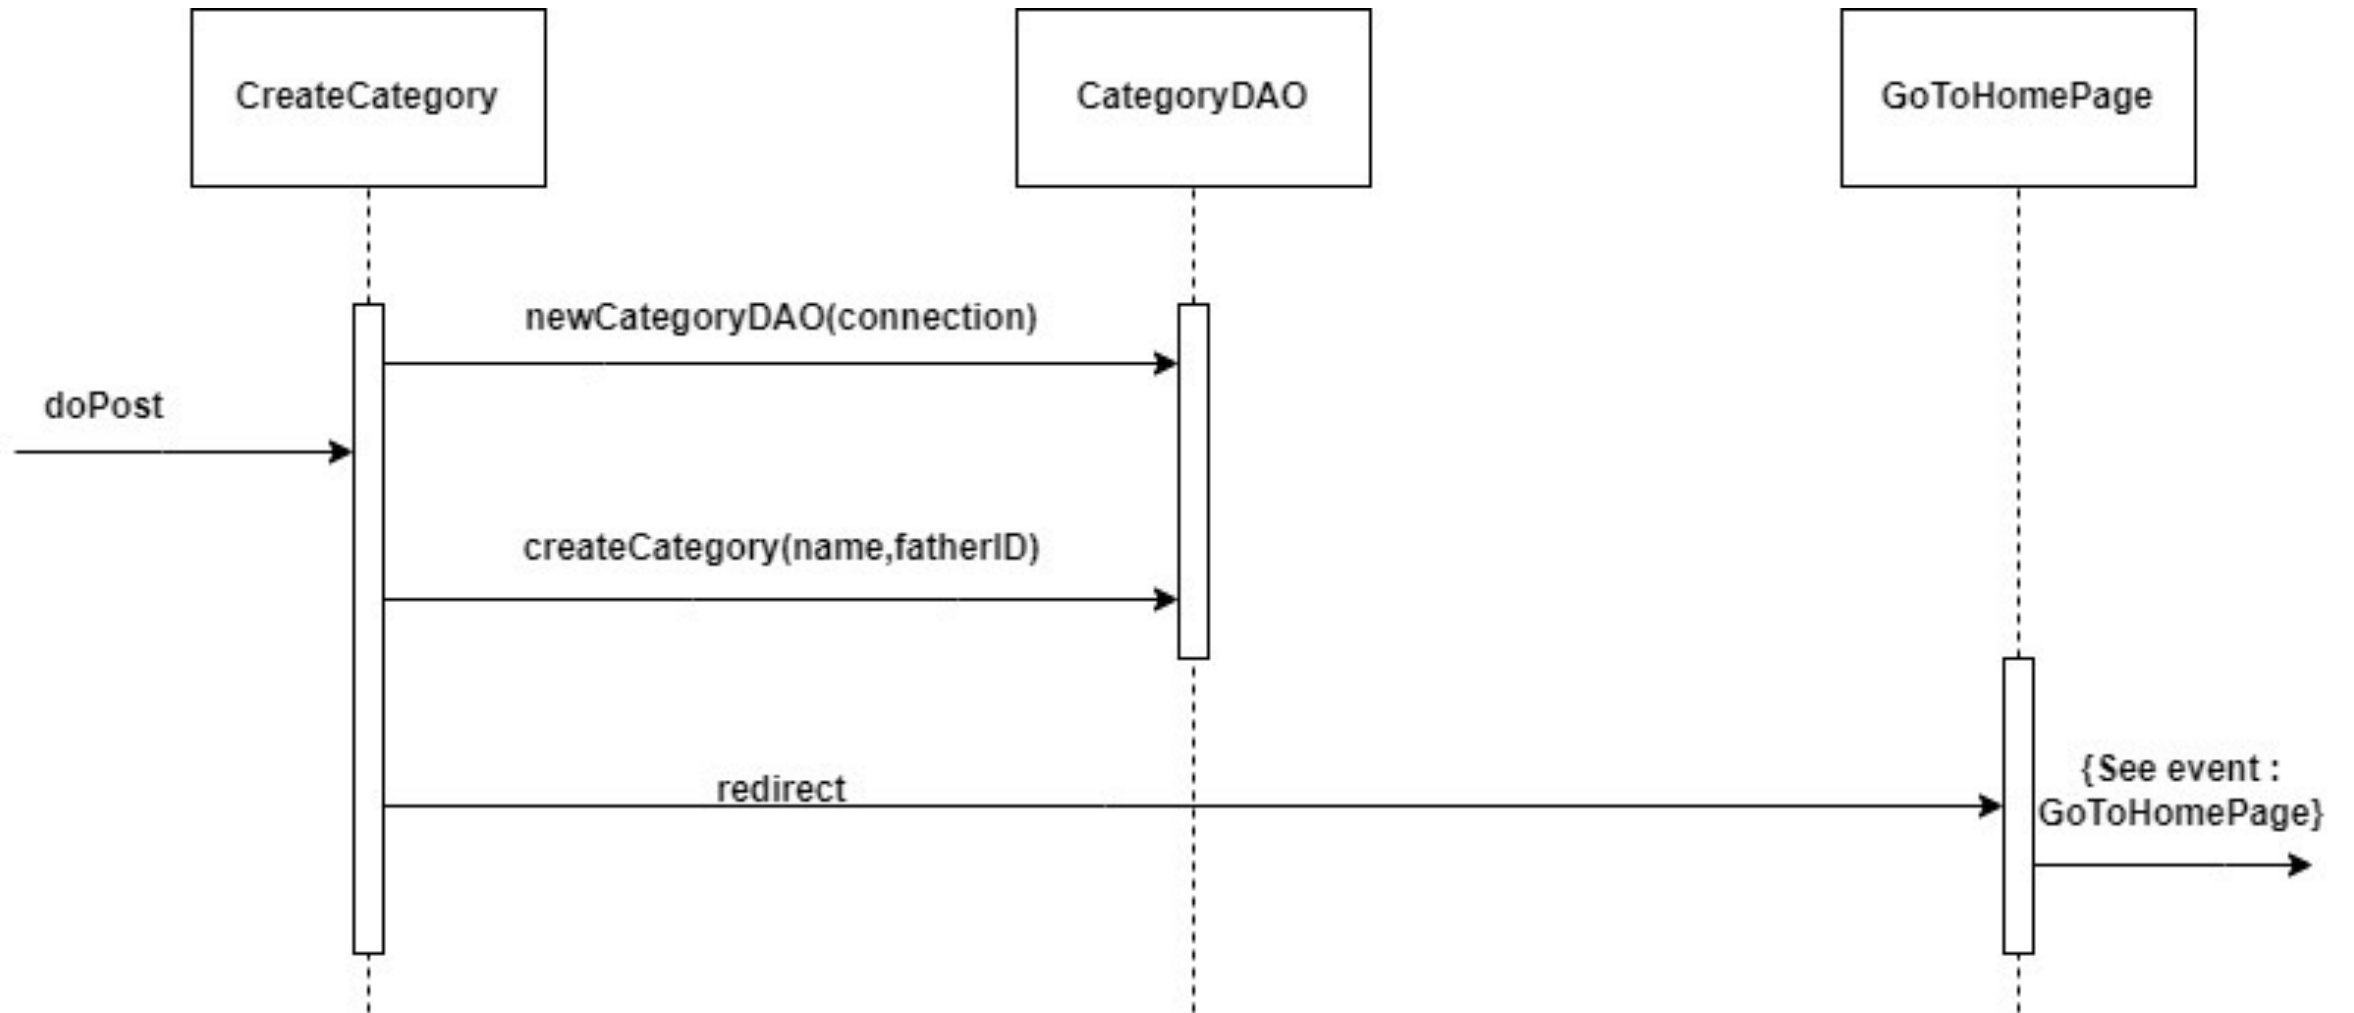 CreateCategory
CategoryDAO
GoToHomePage
newCategoryDAO(connection)
doPost
createCategory(name,fatherID)
redirect
{See event :
GoToHomePage}